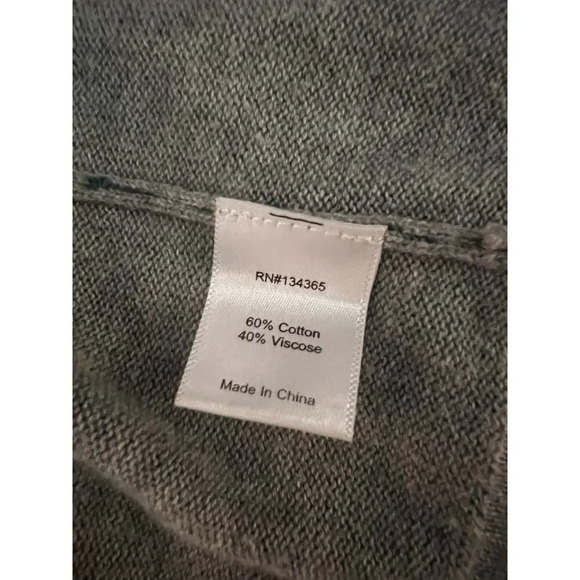 RN#134365
60% Cotton
40% Viscose
Made In China